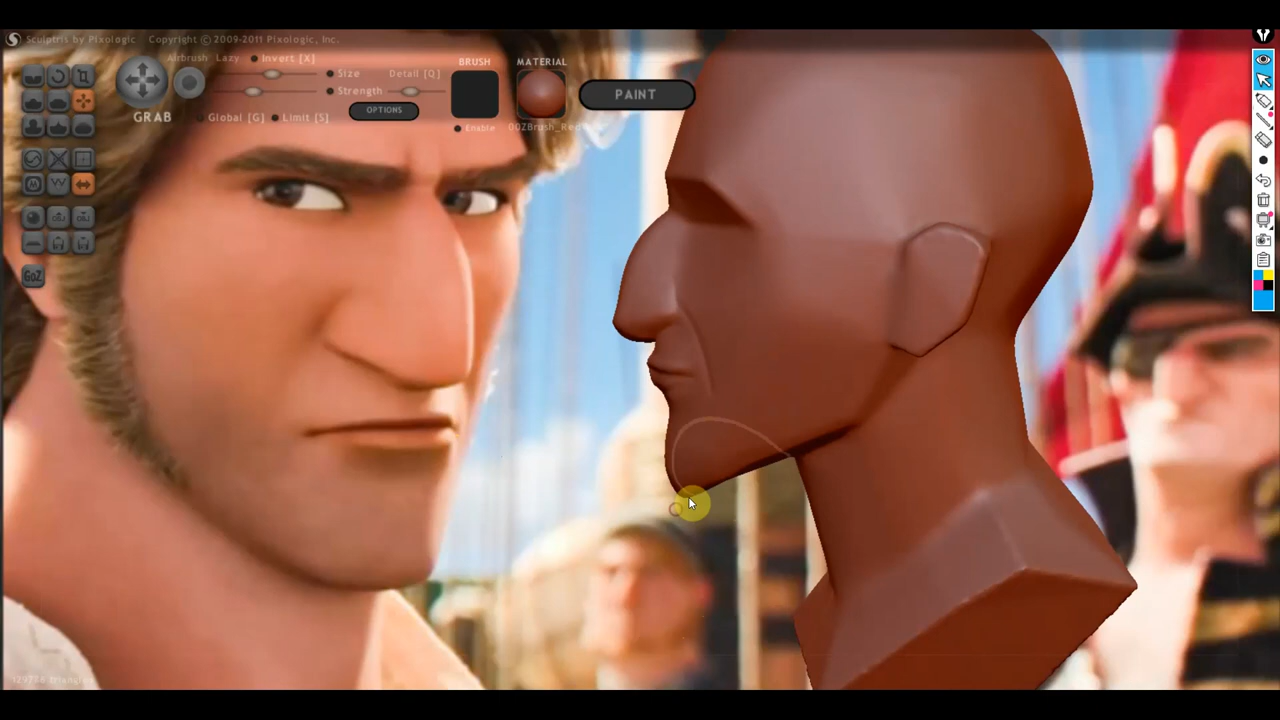 Sculptris by Pixologic Copyright © 2009-2011 Pixologic, Inc.
Airbrush Lazy Invert [X]
Size Detail [Q]
Strength
GRAB
OPTIONS
Global [G] Limit [S]
BRUSH
Enable
MATERIAL
00ZBrush_Red
PAINT
GoZ